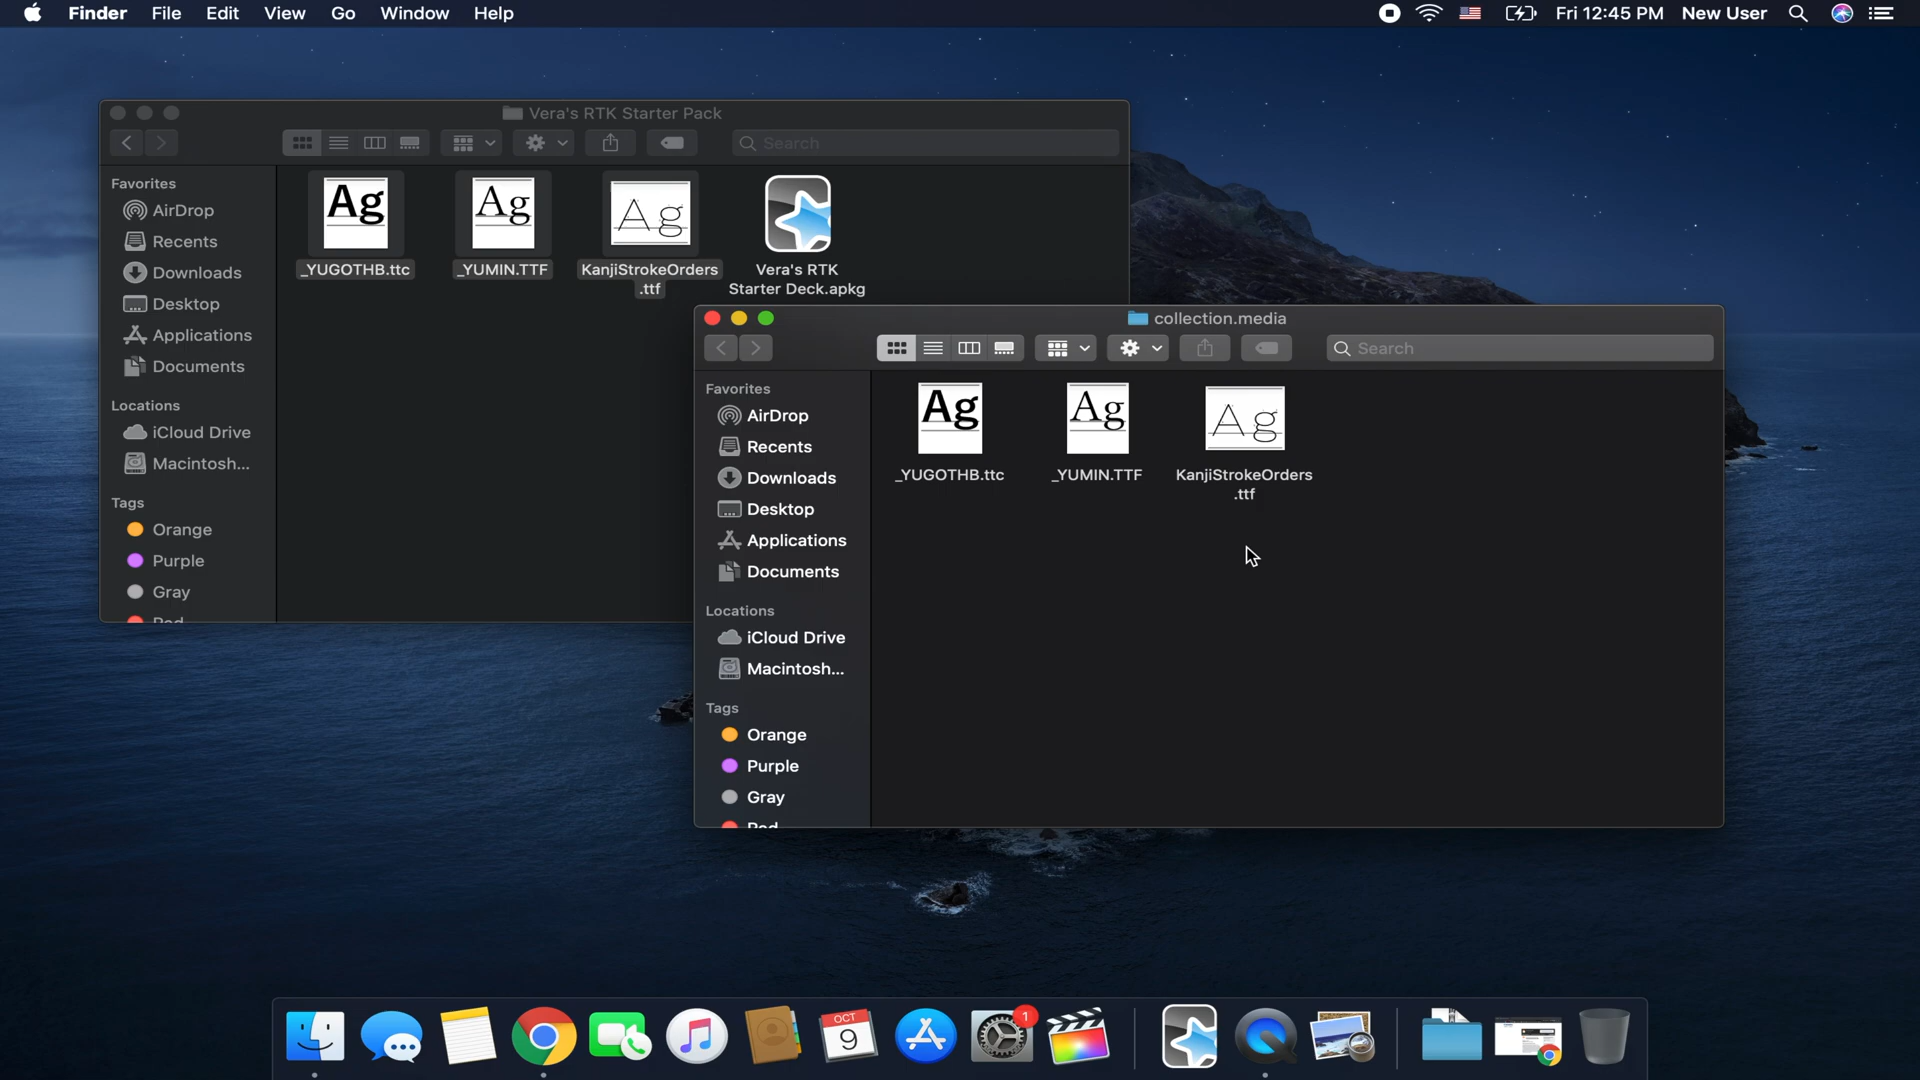 Finder File Edit View Go Window Help
Fri 12:45 PM New User
Vera's RTK Starter Pack
Search
Favorites
AirDrop
Recents
Downloads
Desktop
Applications
Documents
Locations
iCloud Drive
Macintosh...
Tags
Orange
Purple
Gray
Red
Ag
Ag
Ag
_YUGOTHB.ttc
_YUMIN.TTF
KanjiStrokeOrders
.ttf
Vera's RTK
Starter Deck.apkg
collection.media
Search
Favorites
AirDrop
Recents
Downloads
Desktop
Applications
Documents
Locations
iCloud Drive
Macintosh...
Tags
Orange
Purple
Gray
Red
Ag
Ag
Ag
_YUGOTHB.ttc
_YUMIN.TTF
KanjiStrokeOrders
.ttf
OCT
9
1